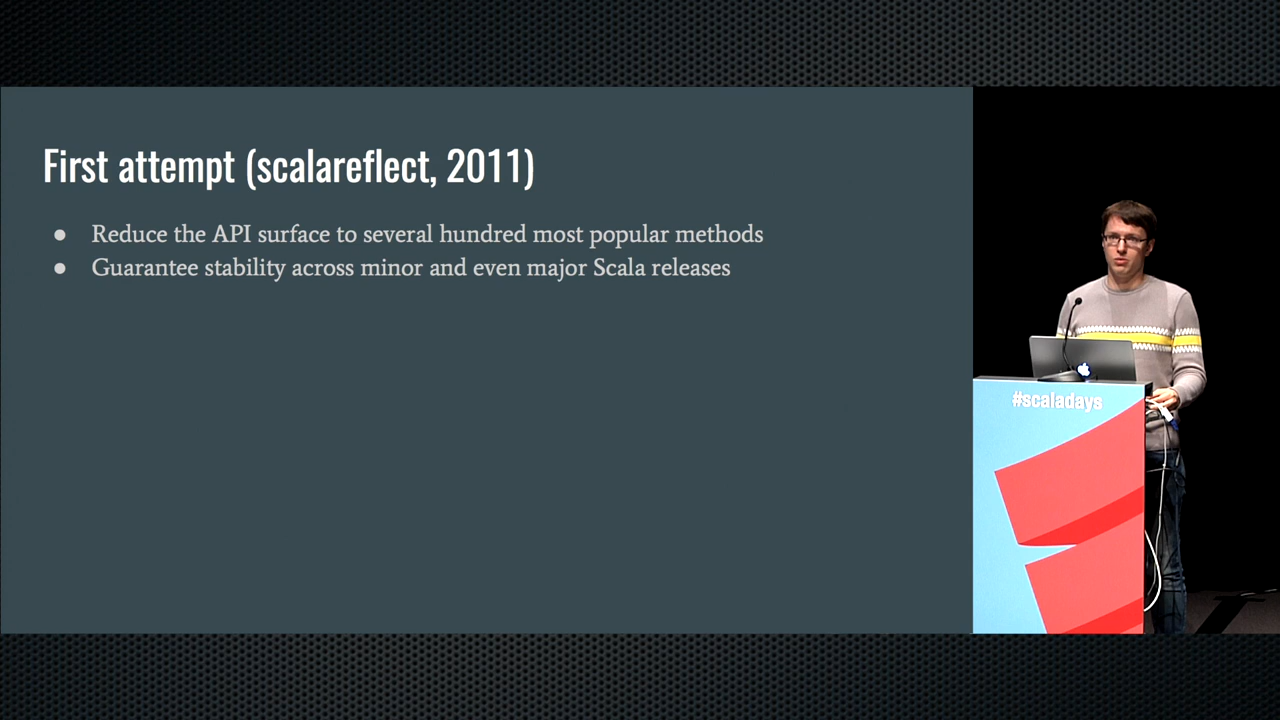 First attempt (scalareflect, 2011)
● Reduce the API surface to several hundred most popular methods
● Guarantee stability across minor and even major Scala releases
#scaladays